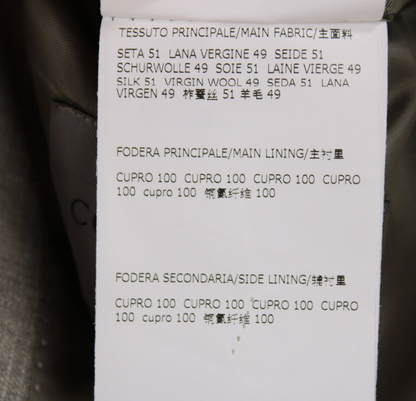 TESSUTO PRINCIPALE/MAIN FABRIC/主面料
SETA 51 LANA VERGINE 49 SEIDE 51
SCHURWOLLE 49 SOIE 51 LAINE VIERGE 49
SILK 51 VIRGIN WOOL 49 SEDA 51 LANA
VIRGEN 49 柞蚕丝 51 羊毛 49
FODERA PRINCIPALE/MAIN LINING/主衬里
CUPRO 100 CUPRO 100 CUPRO 100 CUPRO
100 cupro 100 铜氨纤维 100
FODERA SECONDARIA/SIDE LINING/辅衬里
CUPRO 100 CUPRO 100 CUPRO 100 CUPRO
100 cupro 100 铜氨纤维 100